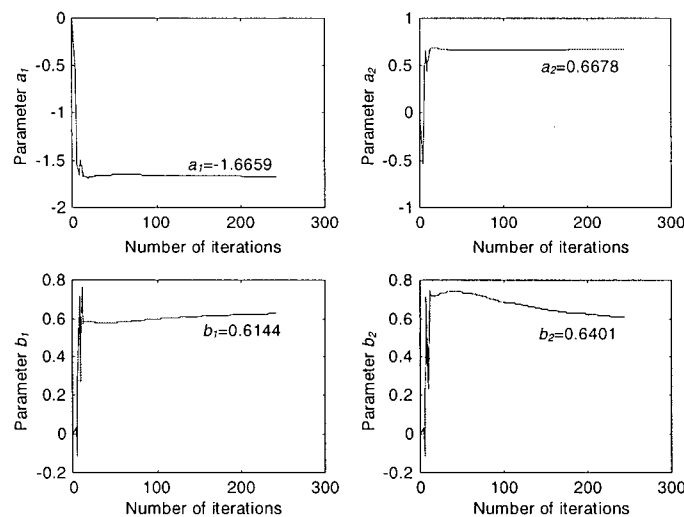 0
-0.5
-1
-1.5
-2
Parameter a1
a1=-1.6659
0 100 200 300
Number of iterations
1
0.5
0
-0.5
1
Parameter a2
a2=0.6678
0 100 200 300
Number of iterations
0.8
0.6
0.4
0.2
0
-0.2
Parameter b1
b1=0.6144
0 100 200 300
Number of iterations
0.8
0.6
0.4
0.2
0
-0.2
Parameter b2
b2=0.6401
0 100 200 300
Number of iterations